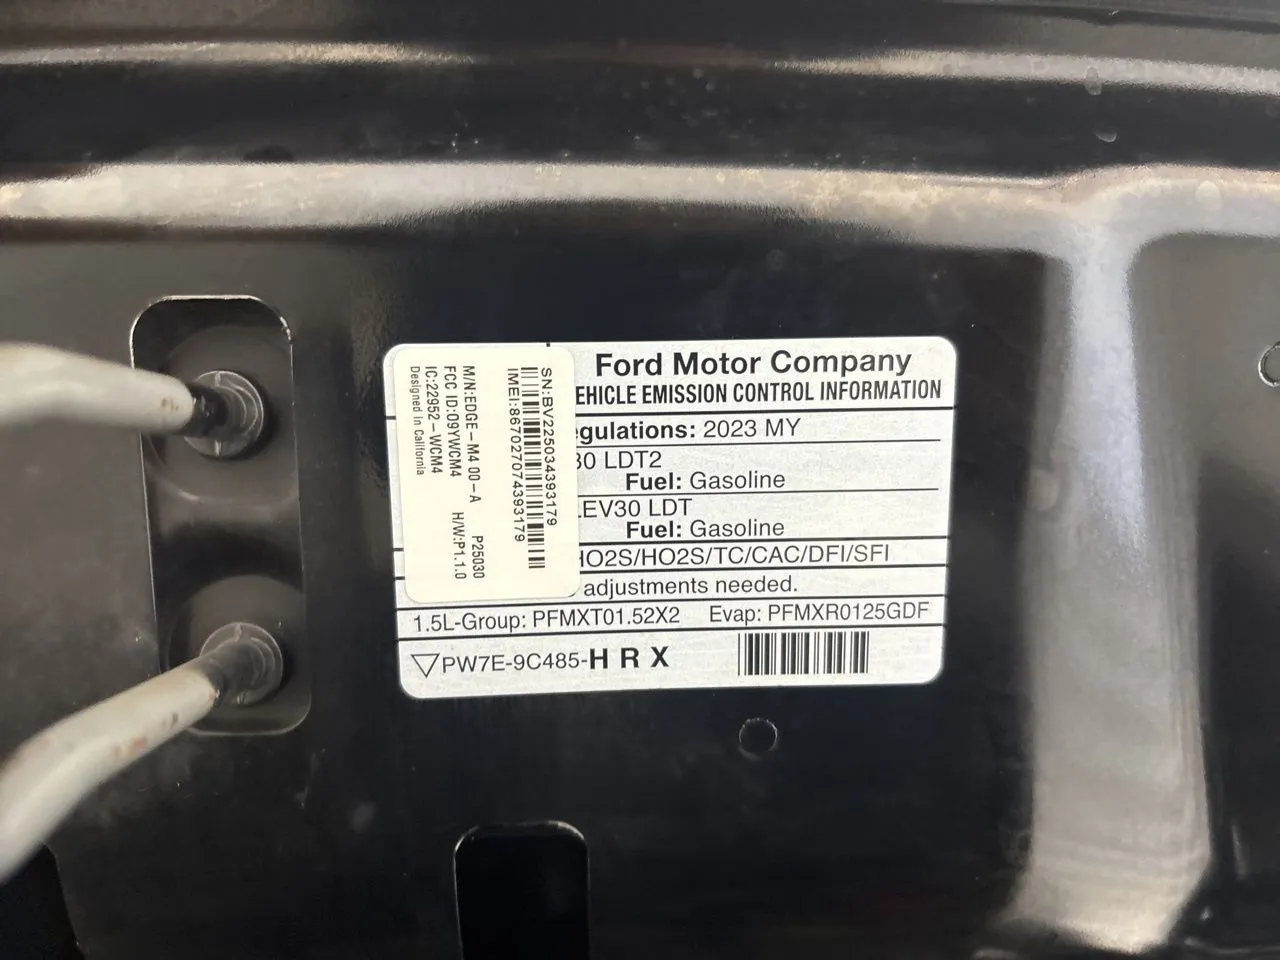 Ford Motor Company
EHICLE EMISSION CONTROL INFORMATION
egulations: 2023 MY
30 LDT2
Fuel: Gasoline
LEV30 LDT
Fuel: Gasoline
HO2S/HO2S/TC/CAC/DFI/SFI
adjustments needed.
1.5L-Group: PFMXT01.52X2 Evap: PFMXR0125GDF
PW7E-9C485-H R X
SN:BV225034393179
IMEI:867027074393179
M/N:EDGE-M4 00-A P25030
FCC ID:09YWCM4 H/W:P1.1.0
IC:22952-WCM4
Designed in California